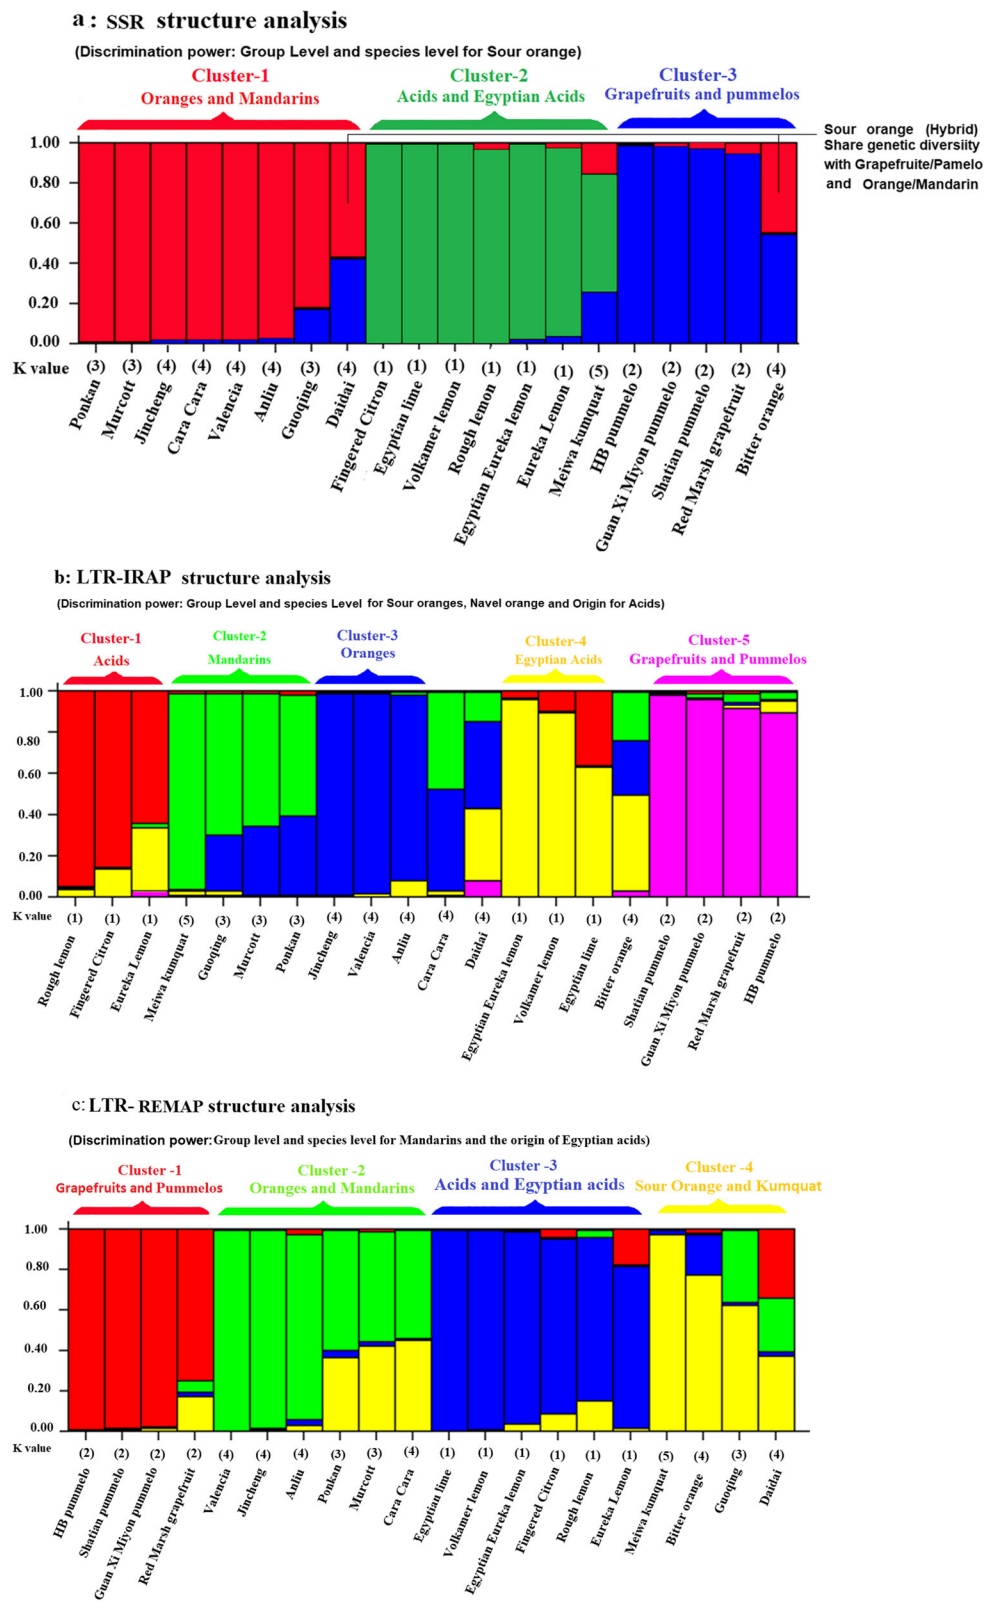 a : SSR structure analysis
(Discrimination power: Group Level and species level for Sour orange)
Cluster-1
Oranges and Mandarins
Cluster-2
Acids and Egyptian Acids
Cluster-3
Grapefruits and pummelos
Sour orange (Hybrid)
Share genetic diversiity
with Grapefruite/Pamelo
and Orange/Mandarin
1.00
0.80
0.60
0.40
0.20
0.00
K value
(3) (3) (4) (4) (4) (4) (3) (4) (1) (1) (1) (1) (1) (1) (5) (2) (2) (2) (2) (4)
Ponkan
Murcott
Jincheng
Cara Cara
Valencia
Anliu
Guoqing
Daidai
Fingered Citron
Egyptian lime
Volkamer lemon
Rough lemon
Egyptian Eureka lemon
Eureka Lemon
Meiwa kumquat
HB pummelo
Guan Xi Miyon pummelo
Shatian pummelo
Red Marsh grapefruit
Bitter orange
b: LTR-IRAP structure analysis
(Discrimination power: Group Level and species Level for Sour oranges, Navel orange and Origin for Acids)
Cluster-1
Acids
Cluster-2
Mandarins
Cluster-3
Oranges
Cluster-4
Egyptian Acids
Cluster-5
Grapefruits and Pummelos
1.00
0.80
0.60
0.40
0.20
0.00
K value
(1) (1) (1) (5) (3) (3) (3) (4) (4) (4) (4) (4) (1) (1) (1) (4) (2) (2) (2) (2)
Rough lemon
Fingered Citron
Eureka Lemon
Meiwa kumquat
Guoqing
Murcott
Ponkan
Jincheng
Valencia
Anliu
Cara Cara
Daidai
Egyptian Eureka lemon
Volkamer lemon
Egyptian lime
Bitter orange
Shatian pummelo
Guan Xi Miyon pummelo
Red Marsh grapefruit
HB pummelo
c: LTR- REMAP structure analysis
(Discrimination power: Group level and species level for Mandarins and the origin of Egyptian acids)
Cluster -1
Grapefruits and Pummelos
Cluster -2
Oranges and Mandarins
Cluster -3
Acids and Egyptian acids
Cluster -4
Sour Orange and Kumquat
1.00
0.80
0.60
0.40
0.20
0.00
K value
(2) (2) (2) (2) (4) (4) (4) (3) (3) (4) (1) (1) (1) (1) (1) (1) (5) (4) (3) (4)
HB pummelo
Shatian pummelo
Guan Xi Miyon pummelo
Red Marsh grapefruit
Valencia
Jincheng
Anliu
Ponkan
Murcott
Cara Cara
Egyptian lime
Volkamer lemon
Egyptian Eureka lemon
Fingered Citron
Rough lemon
Eureka Lemon
Meiwa kumquat
Bitter orange
Guoqing
Daidai